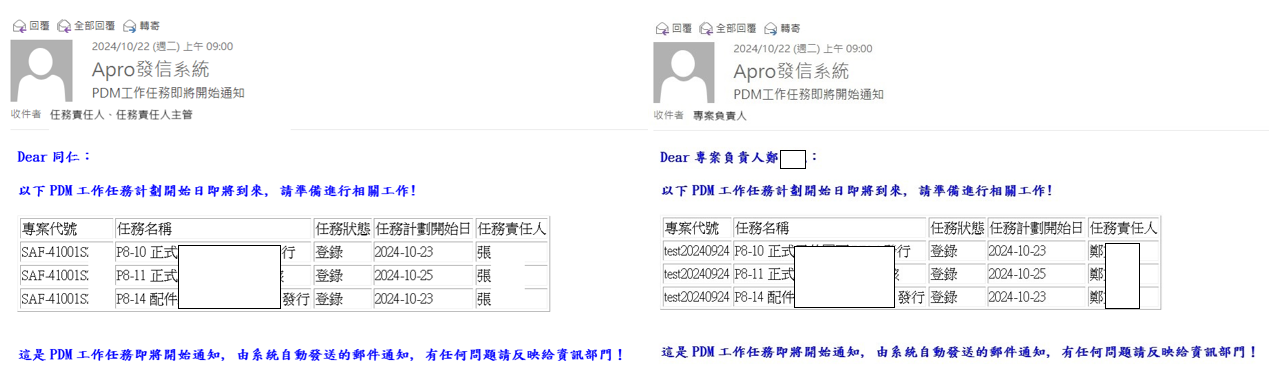 回覆 全部回覆 轉寄
2024/10/22 (週二) 上午 09:00
Apro發信系統
PDM工作任務即將開始通知
收件者 任務責任人、任務責任人主管
Dear 同仁：
以下 PDM 工作任務計劃開始日即將到來, 請準備進行相關工作!
專案代號 任務名稱 任務狀態 任務計劃開始日 任務責任人
SAF-41001S P8-10 正式 行 登錄 2024-10-23 張
SAF-41001S P8-11 正式 登錄 2024-10-25 張
SAF-41001S P8-14 配件 發行 登錄 2024-10-23 張
這是 PDM 工作任務即將開始通知, 由系統自動發送的郵件通知, 有任何問題請反映給資訊部門！
回覆 全部回覆 轉寄
2024/10/22 (週二) 上午 09:00
Apro發信系統
PDM工作任務即將開始通知
收件者 專案負責人
Dear 專案負責人鄭 ：
以下 PDM 工作任務計劃開始日即將到來, 請準備進行相關工作!
專案代號 任務名稱 任務狀態 任務計劃開始日 任務責任人
test20240924 P8-10 正式 發行 登錄 2024-10-23 鄭
test20240924 P8-11 正式 登錄 2024-10-25 鄭
test20240924 P8-14 配件 發行 登錄 2024-10-23 鄭
這是 PDM 工作任務即將開始通知, 由系統自動發送的郵件通知, 有任何問題請反映給資訊部門！